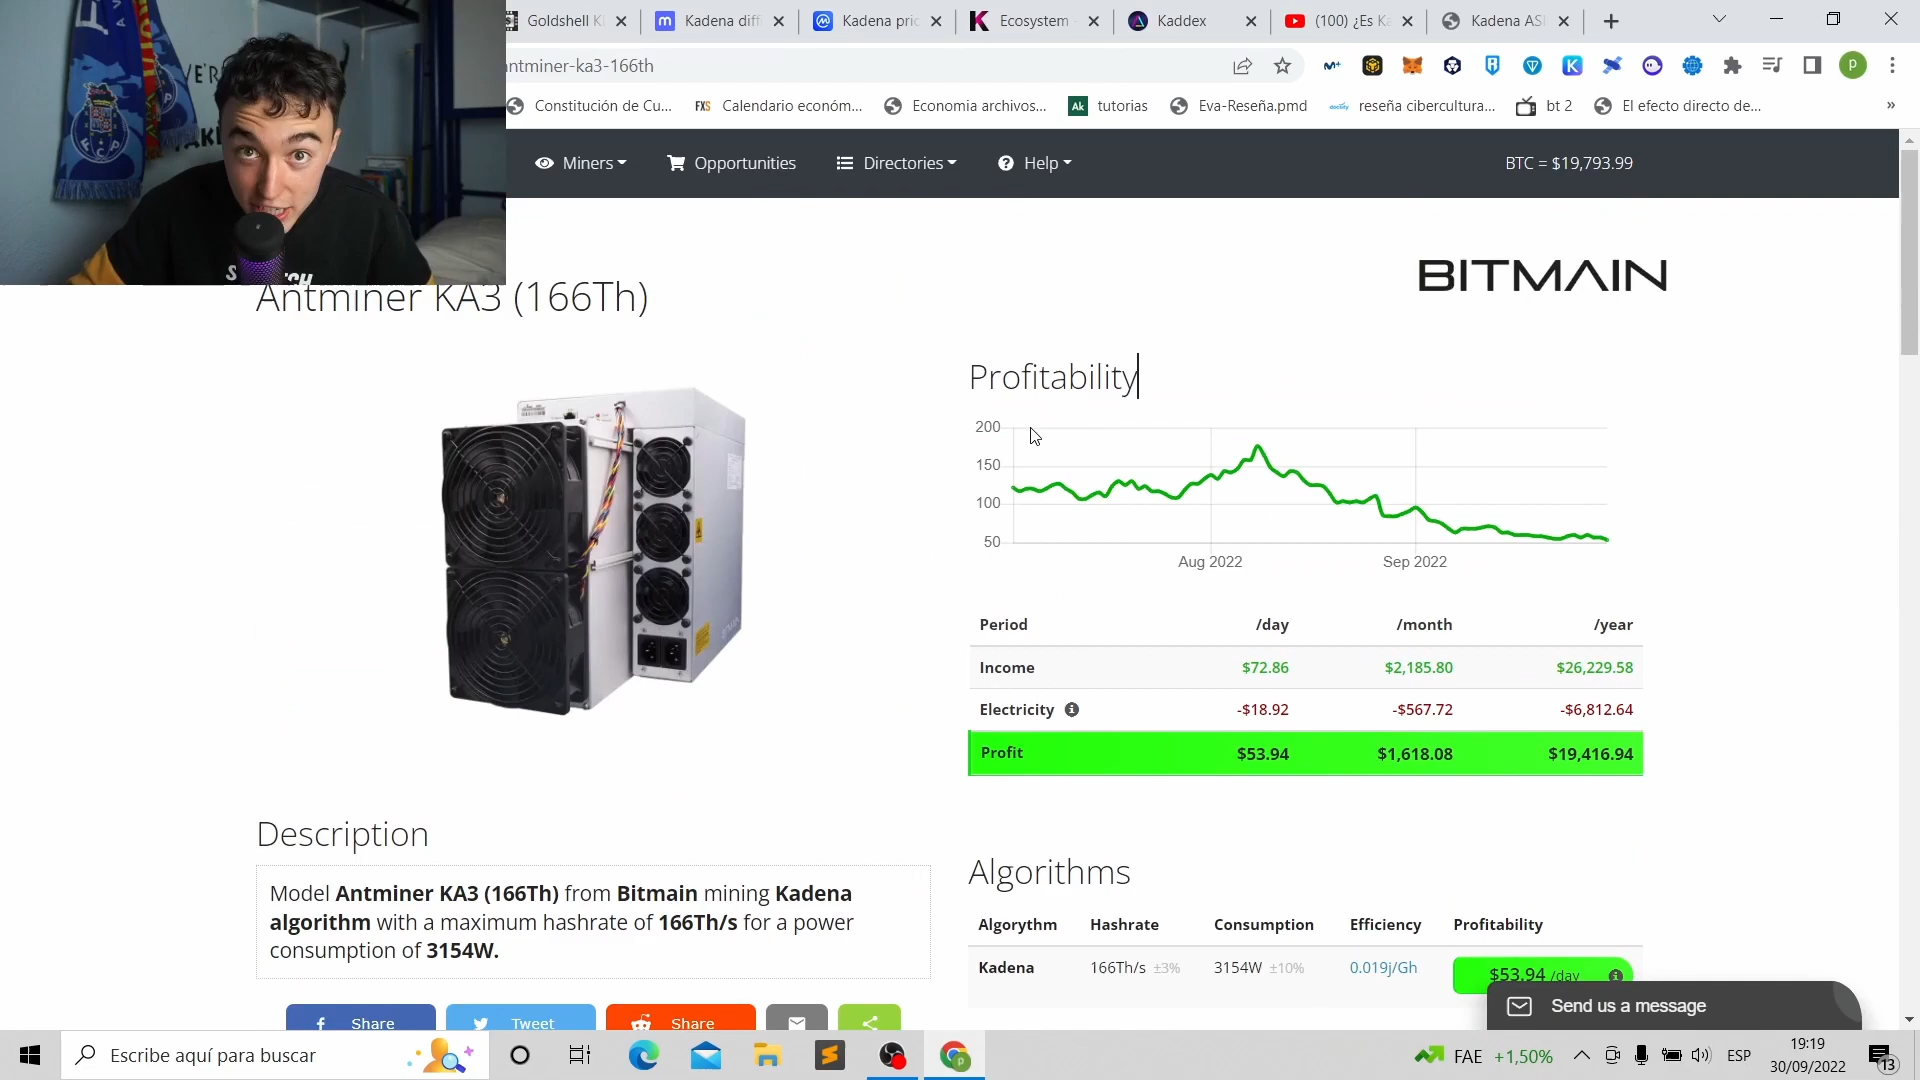 Goldshell K
Kadena diff
Kadena pric
Ecosystem
Kaddex
(100) ¿Es Ka
Kadena ASI
ntminer-ka3-166th
Constitución de Cu...
FXS Calendario económ...
Economia archivos...
Ak tutorias
Eva-Reseña.pmd
reseña cibercultura...
bt 2
El efecto directo de...
»
Miners
Opportunities
Directories
Help
BTC = $19,793.99
BITMAIN
Antminer KA3 (166Th)
Profitability
200
150
100
50
Aug 2022
Sep 2022
Period /day /month /year
Income $72.86 $2,185.80 $26,229.58
Electricity -$18.92 -$567.72 -$6,812.64
Profit $53.94 $1,618.08 $19,416.94
Description
Model Antminer KA3 (166Th) from Bitmain mining Kadena
algorithm with a maximum hashrate of 166Th/s for a power
consumption of 3154W.
Algorithms
Algorythm Hashrate Consumption Efficiency Profitability
Kadena 166Th/s ±3% 3154W ±10% 0.019j/Gh $53.94 /day
Share
Tweet
Share
Send us a message
Escribe aquí para buscar
FAE +1,50%
ESP
19:19
30/09/2022
13
FCP